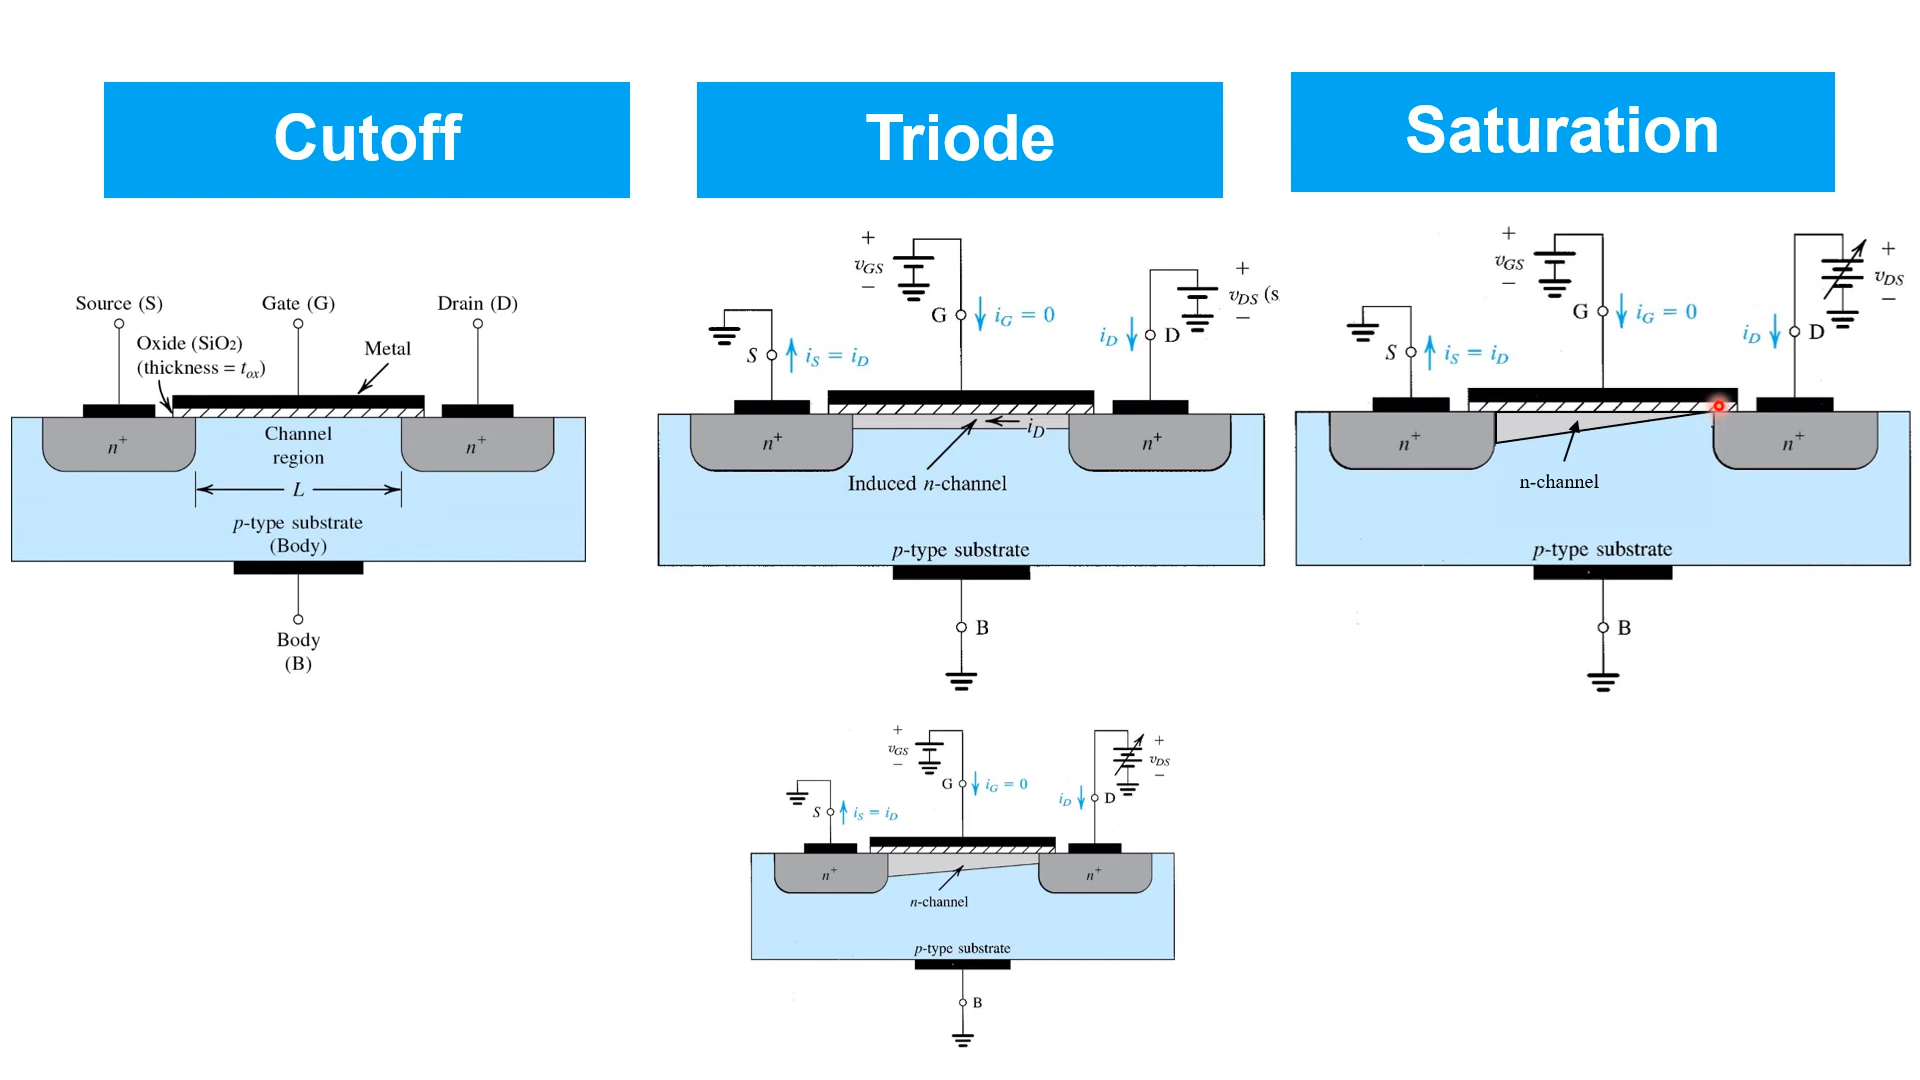 Cutoff
Triode
Saturation
Source (S)
Gate (G)
Drain (D)
Oxide (SiO2)
(thickness = tox)
Metal
n+
Channel
region
n+
L
p-type substrate
(Body)
Body
(B)
+
vGS
−
G
iG = 0
+
vDS (s
−
iD
D
S
iS = iD
n+
iD
n+
Induced n-channel
p-type substrate
B
+
vGS
−
G
iG = 0
+
vDS
−
iD
D
S
iS = iD
n+
n+
n-channel
p-type substrate
B
+
vGS
−
G
iG = 0
+
vDS
−
iD
D
S
iS = iD
n+
n+
n-channel
p-type substrate
B